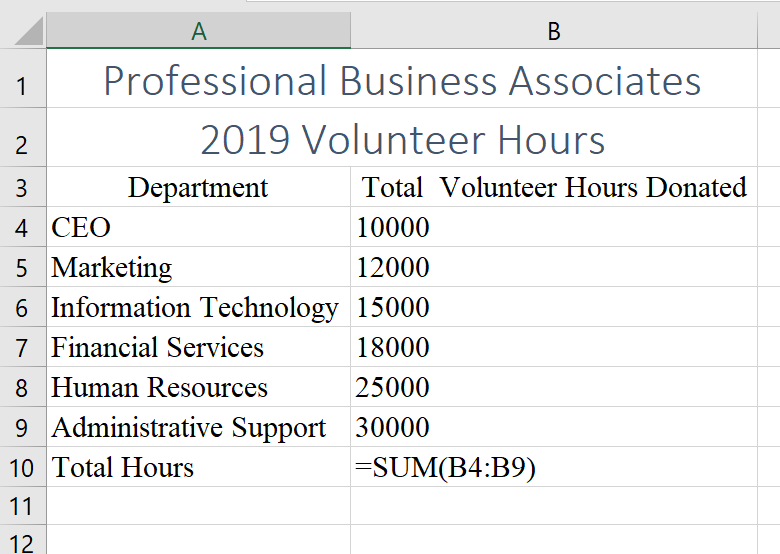 A B
1 Professional Business Associates
2 2019 Volunteer Hours
3 Department Total Volunteer Hours Donated
4 CEO 10000
5 Marketing 12000
6 Information Technology 15000
7 Financial Services 18000
8 Human Resources 25000
9 Administrative Support 30000
10 Total Hours =SUM(B4:B9)
11
12